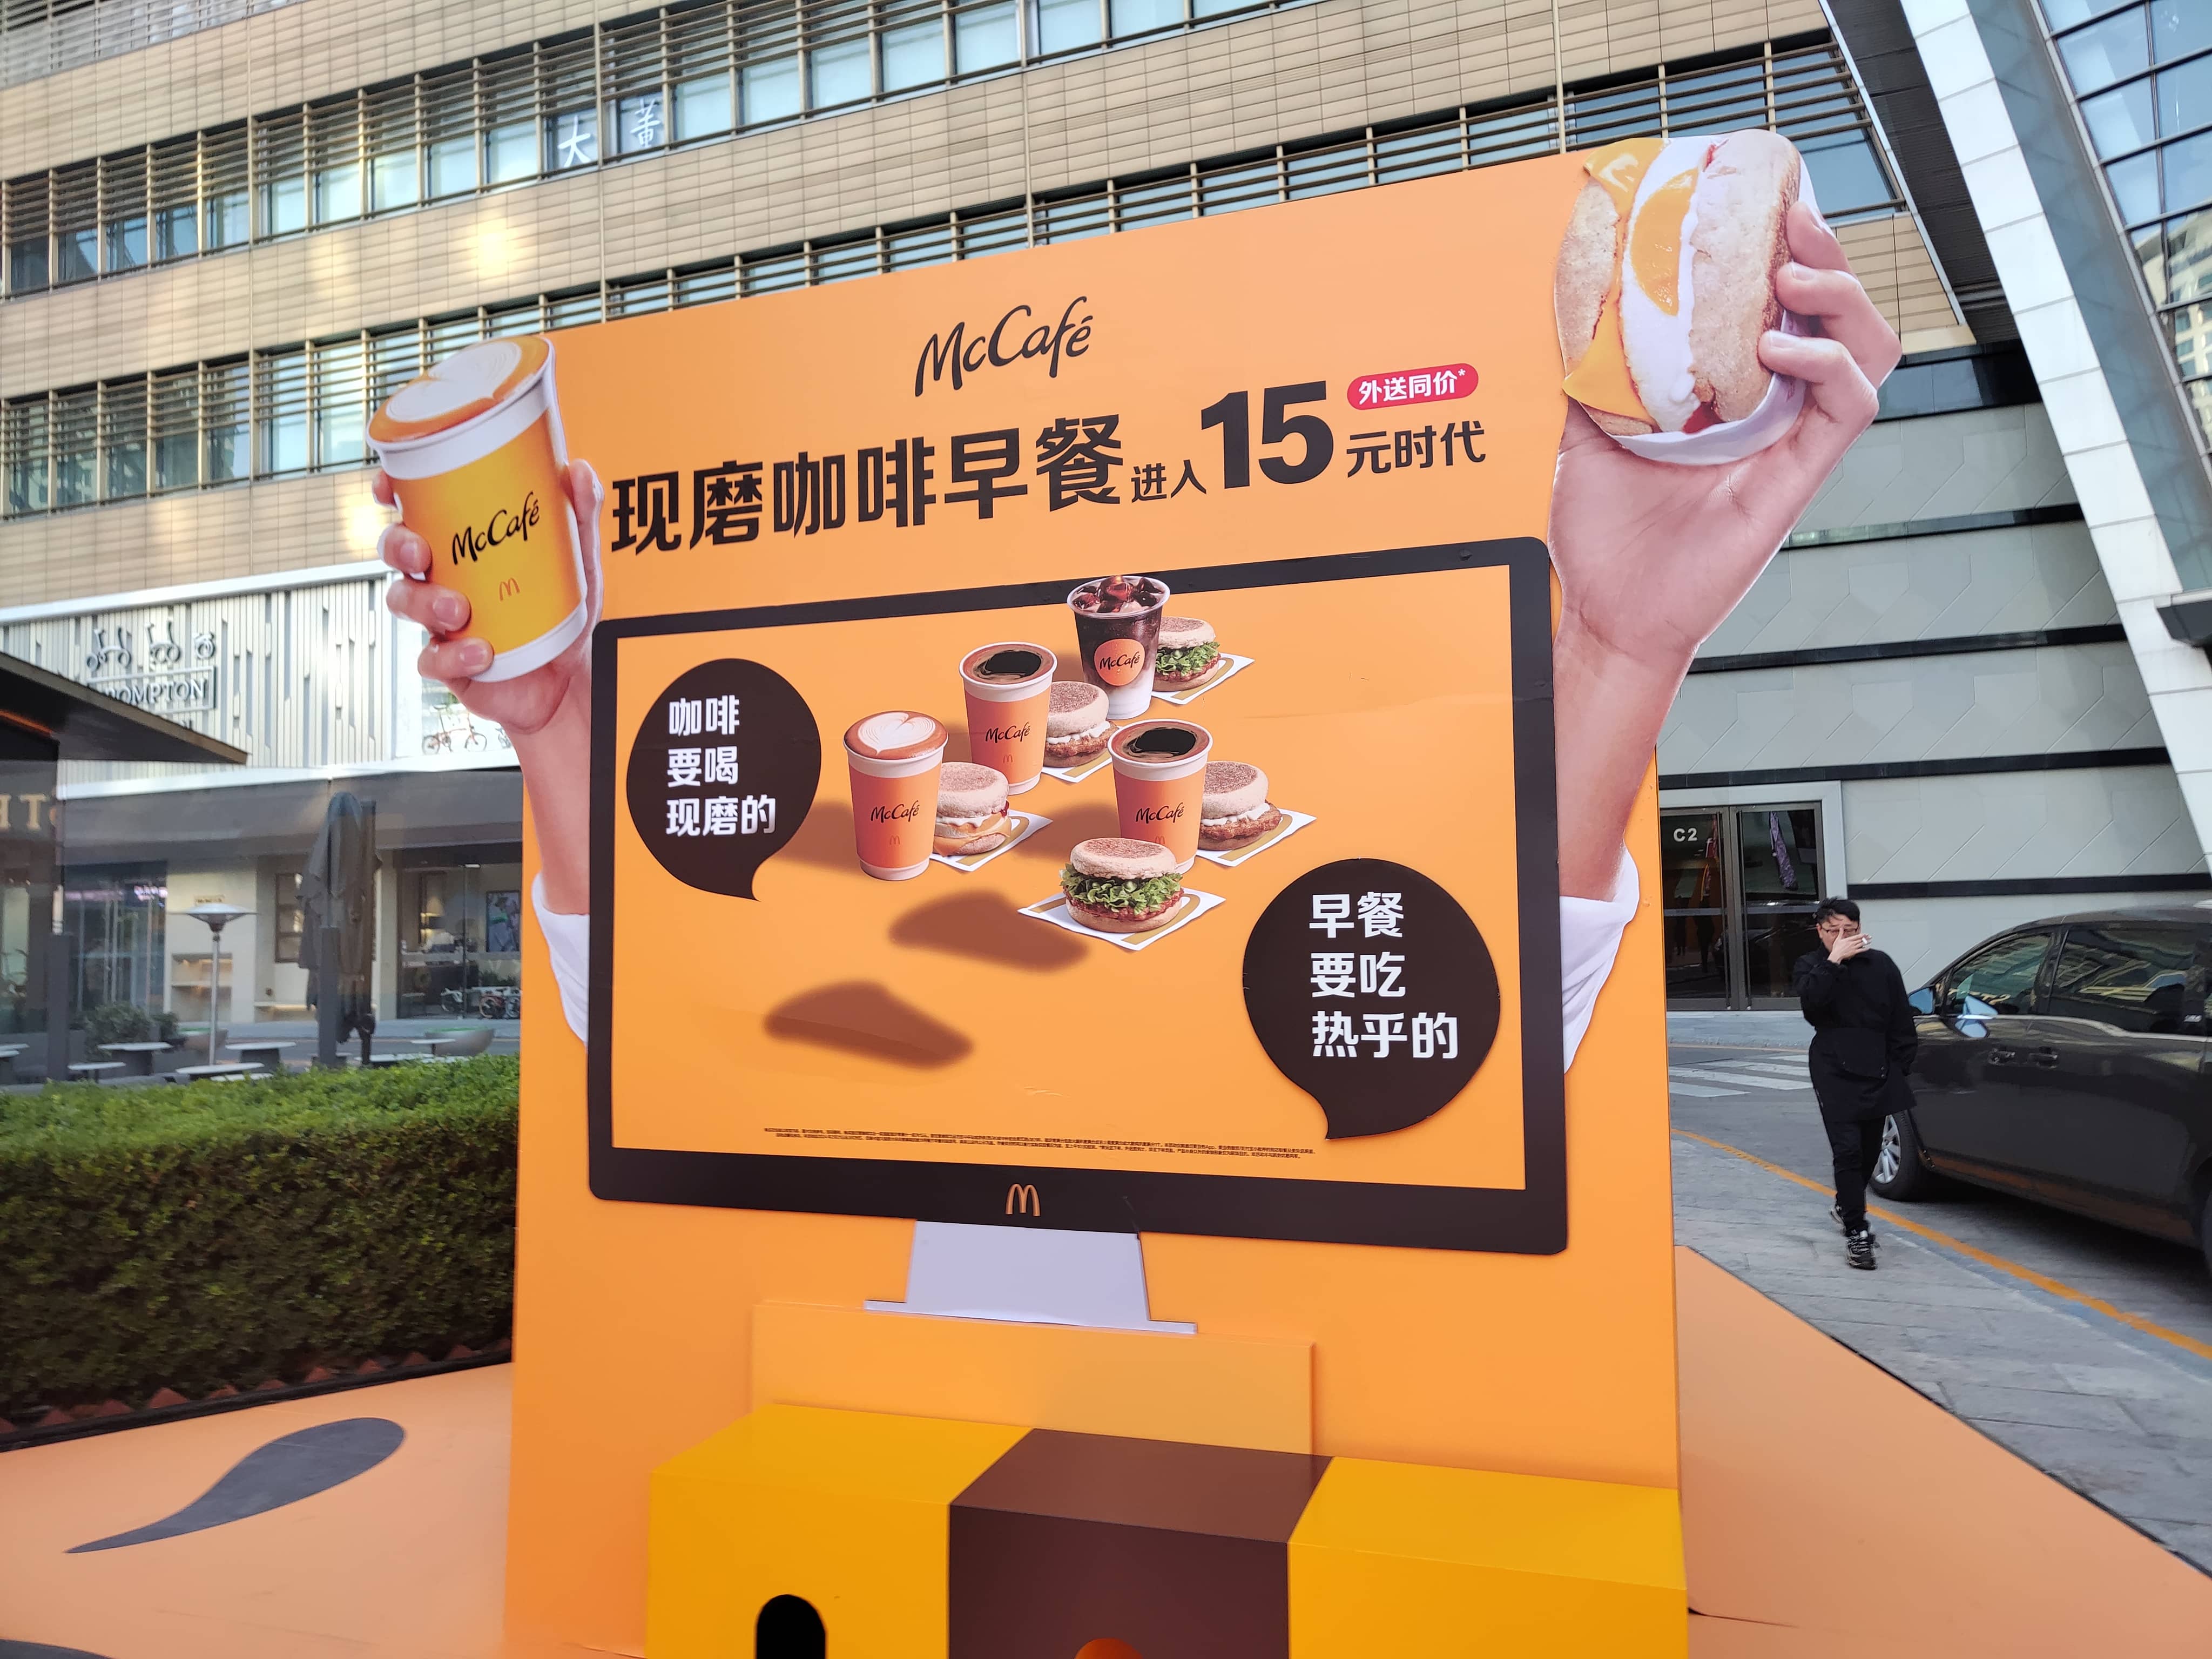 大董
McCafé
外送同价*
现磨咖啡早餐进入15元时代
McCafé
咖啡
要喝
现磨的
McCafé
McCafé
McCafé
McCafé
早餐
要吃
热乎的
OMPTON
C2